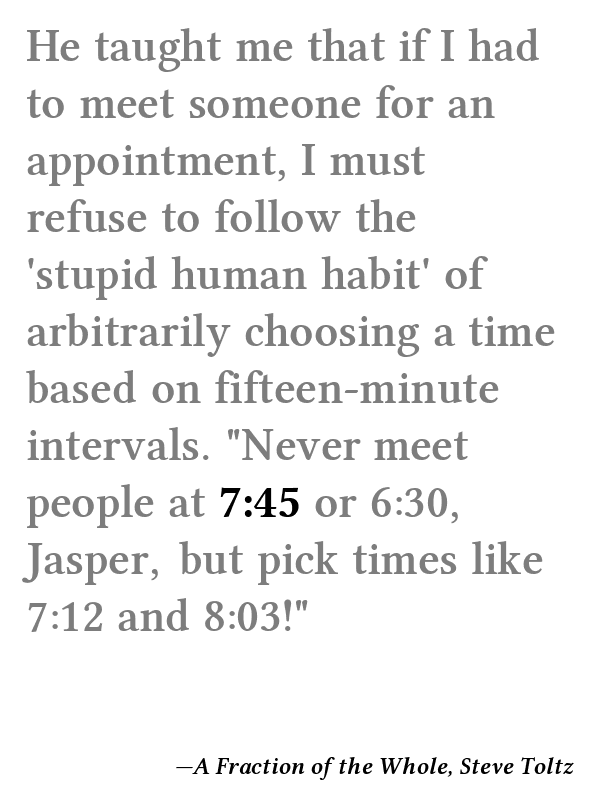 He taught me that if I had
to meet someone for an
appointment, I must
refuse to follow the
'stupid human habit' of
arbitrarily choosing a time
based on fifteen-minute
intervals. "Never meet
people at 7:45 or 6:30,
Jasper, but pick times like
7:12 and 8:03!"
—A Fraction of the Whole, Steve Toltz